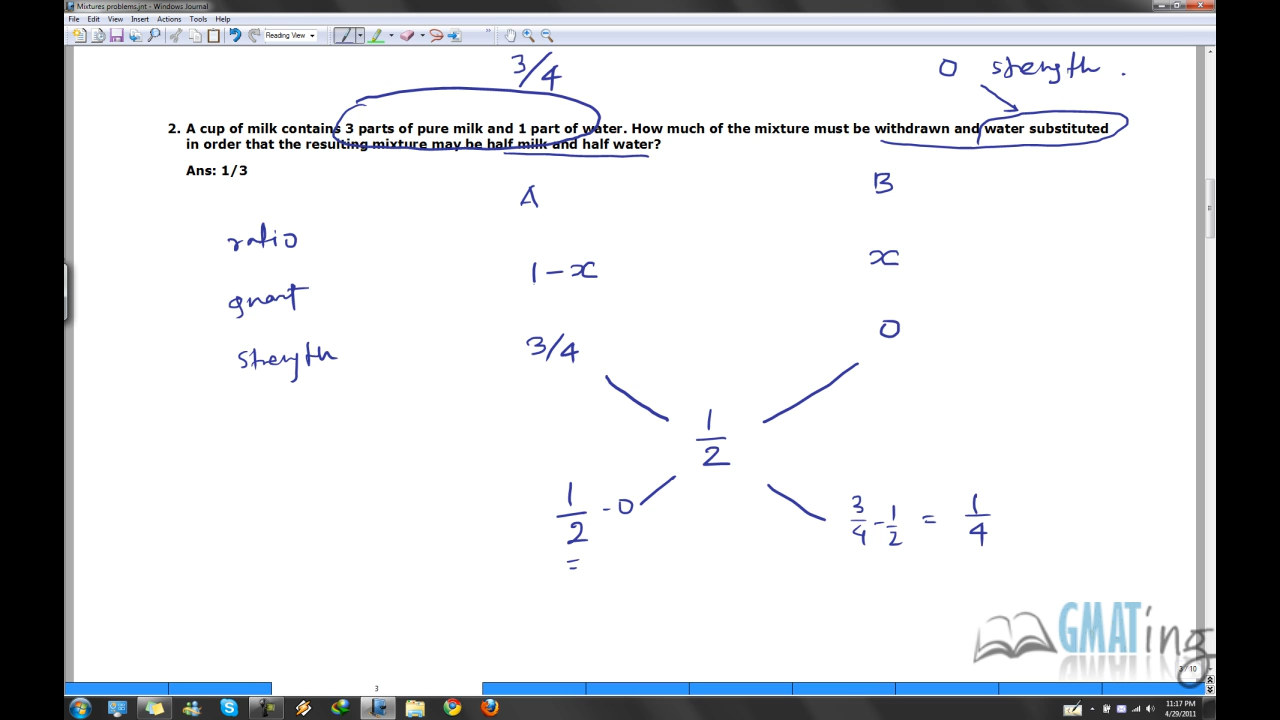 Mixtures problems.jnt - Windows Journal
File Edit View Insert Actions Tools Help
Reading View
3/4
0 strength.
2. A cup of milk contains 3 parts of pure milk and 1 part of water. How much of the mixture must be withdrawn and water substituted
in order that the resulting mixture may be half milk and half water?
Ans: 1/3
A B
ratio
1 - x x
quant
strength 3/4 0
1/2
1/2 - 0 3/4 - 1/2 = 1/4
=
GMATing
3 / 10
3
11:17 PM
4/29/2011